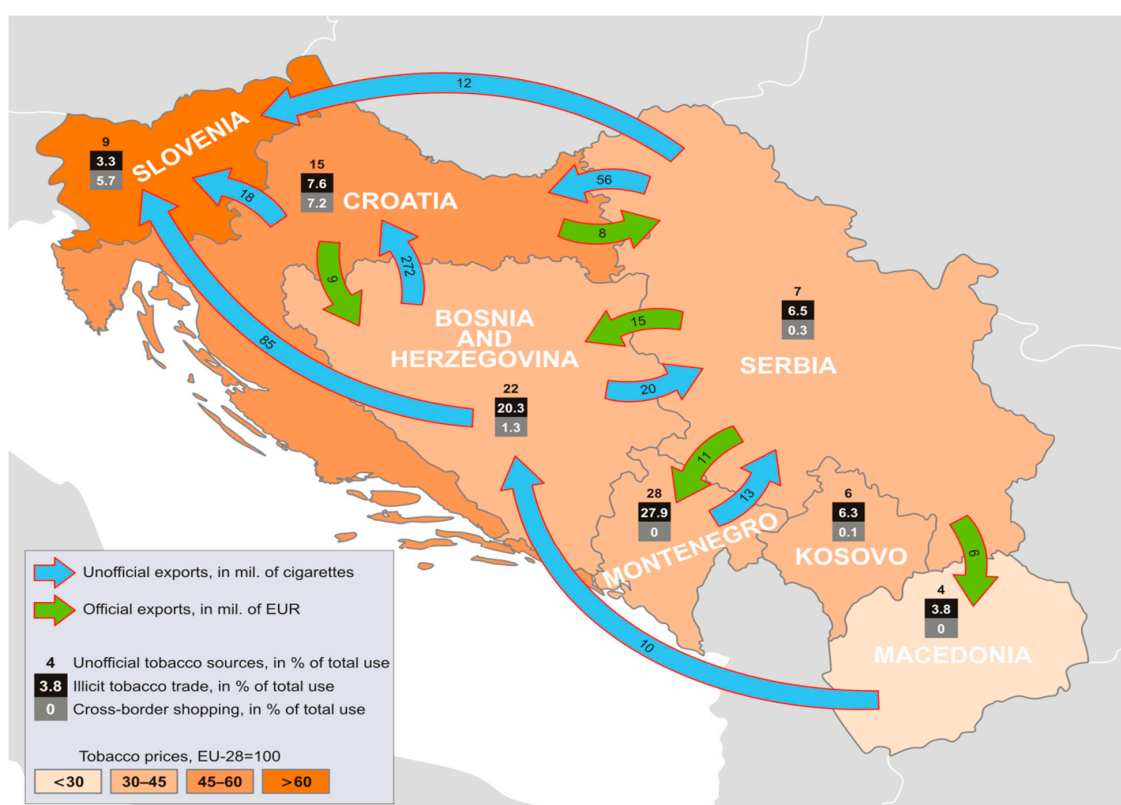 12
9
3.3
5.7
SLOVENIA
18
15
7.6
7.2
CROATIA
56
8
9
272
85
BOSNIA
AND
HERZEGOVINA
22
20.3
1.3
15
20
7
6.5
0.3
SERBIA
11
13
28
27.9
0
MONTENEGRO
6
6.3
0.1
KOSOVO
9
4
3.8
0
MACEDONIA
10
Unofficial exports, in mil. of cigarettes
Official exports, in mil. of EUR
4 Unofficial tobacco sources, in % of total use
3.8 Illicit tobacco trade, in % of total use
0 Cross-border shopping, in % of total use
Tobacco prices, EU-28=100
<30 30–45 45–60 >60